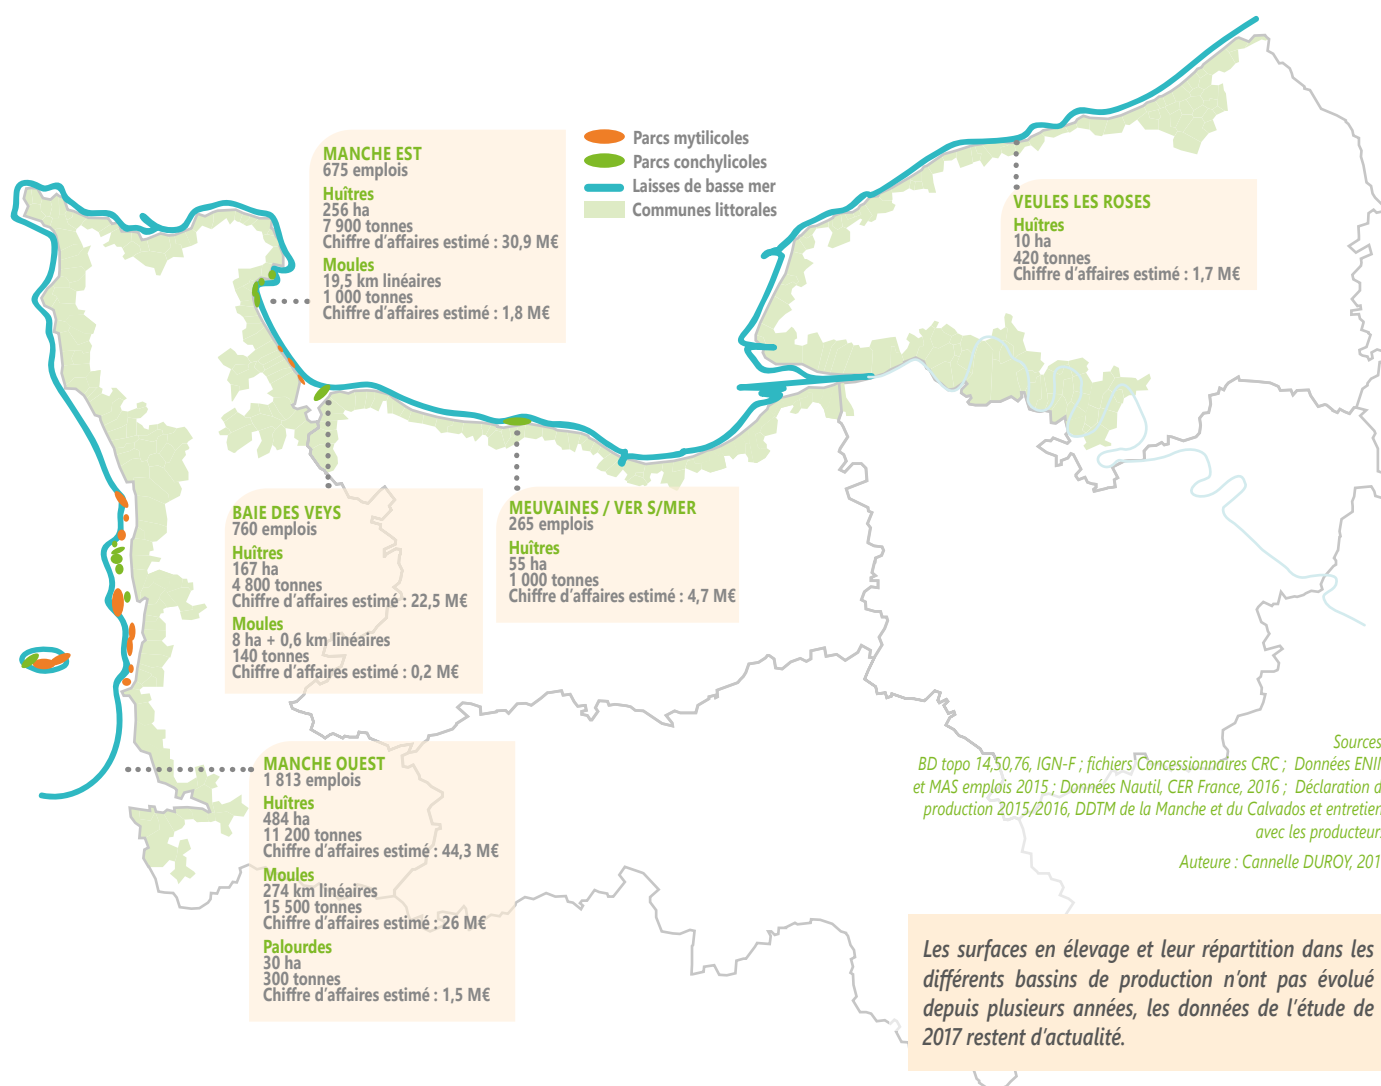 MANCHE EST
675 emplois
Huîtres
256 ha
7 900 tonnes
Chiffre d'affaires estimé : 30,9 M€
Moules
19,5 km linéaires
1 000 tonnes
Chiffre d'affaires estimé : 1,8 M€
Parcs mytilicoles
Parcs conchylicoles
Laisses de basse mer
Communes littorales
VEULES LES ROSES
Huîtres
10 ha
420 tonnes
Chiffre d'affaires estimé : 1,7 M€
BAIE DES VEYS
760 emplois
Huîtres
167 ha
4 800 tonnes
Chiffre d'affaires estimé : 22,5 M€
Moules
8 ha + 0,6 km linéaires
140 tonnes
Chiffre d'affaires estimé : 0,2 M€
MEUVAINES / VER S/MER
265 emplois
Huîtres
55 ha
1 000 tonnes
Chiffre d'affaires estimé : 4,7 M€
MANCHE OUEST
1 813 emplois
Huîtres
484 ha
11 200 tonnes
Chiffre d'affaires estimé : 44,3 M€
Moules
274 km linéaires
15 500 tonnes
Chiffre d'affaires estimé : 26 M€
Palourdes
30 ha
300 tonnes
Chiffre d'affaires estimé : 1,5 M€
Sources
BD topo 14,50,76, IGN-F ; fichiers Concessionnaires CRC ; Données
et MAS emplois 2015 ; Données Nautil, CER France, 2016 ; Déclaration
production 2015/2016, DDTM de la Manche et du Calvados et
avec les
Auteure : Cannelle DUROY,
Les surfaces en élevage et leur répartition dans les
différents bassins de production n'ont pas évolué
depuis plusieurs années, les données de l'étude de
2017 restent d'actualité.